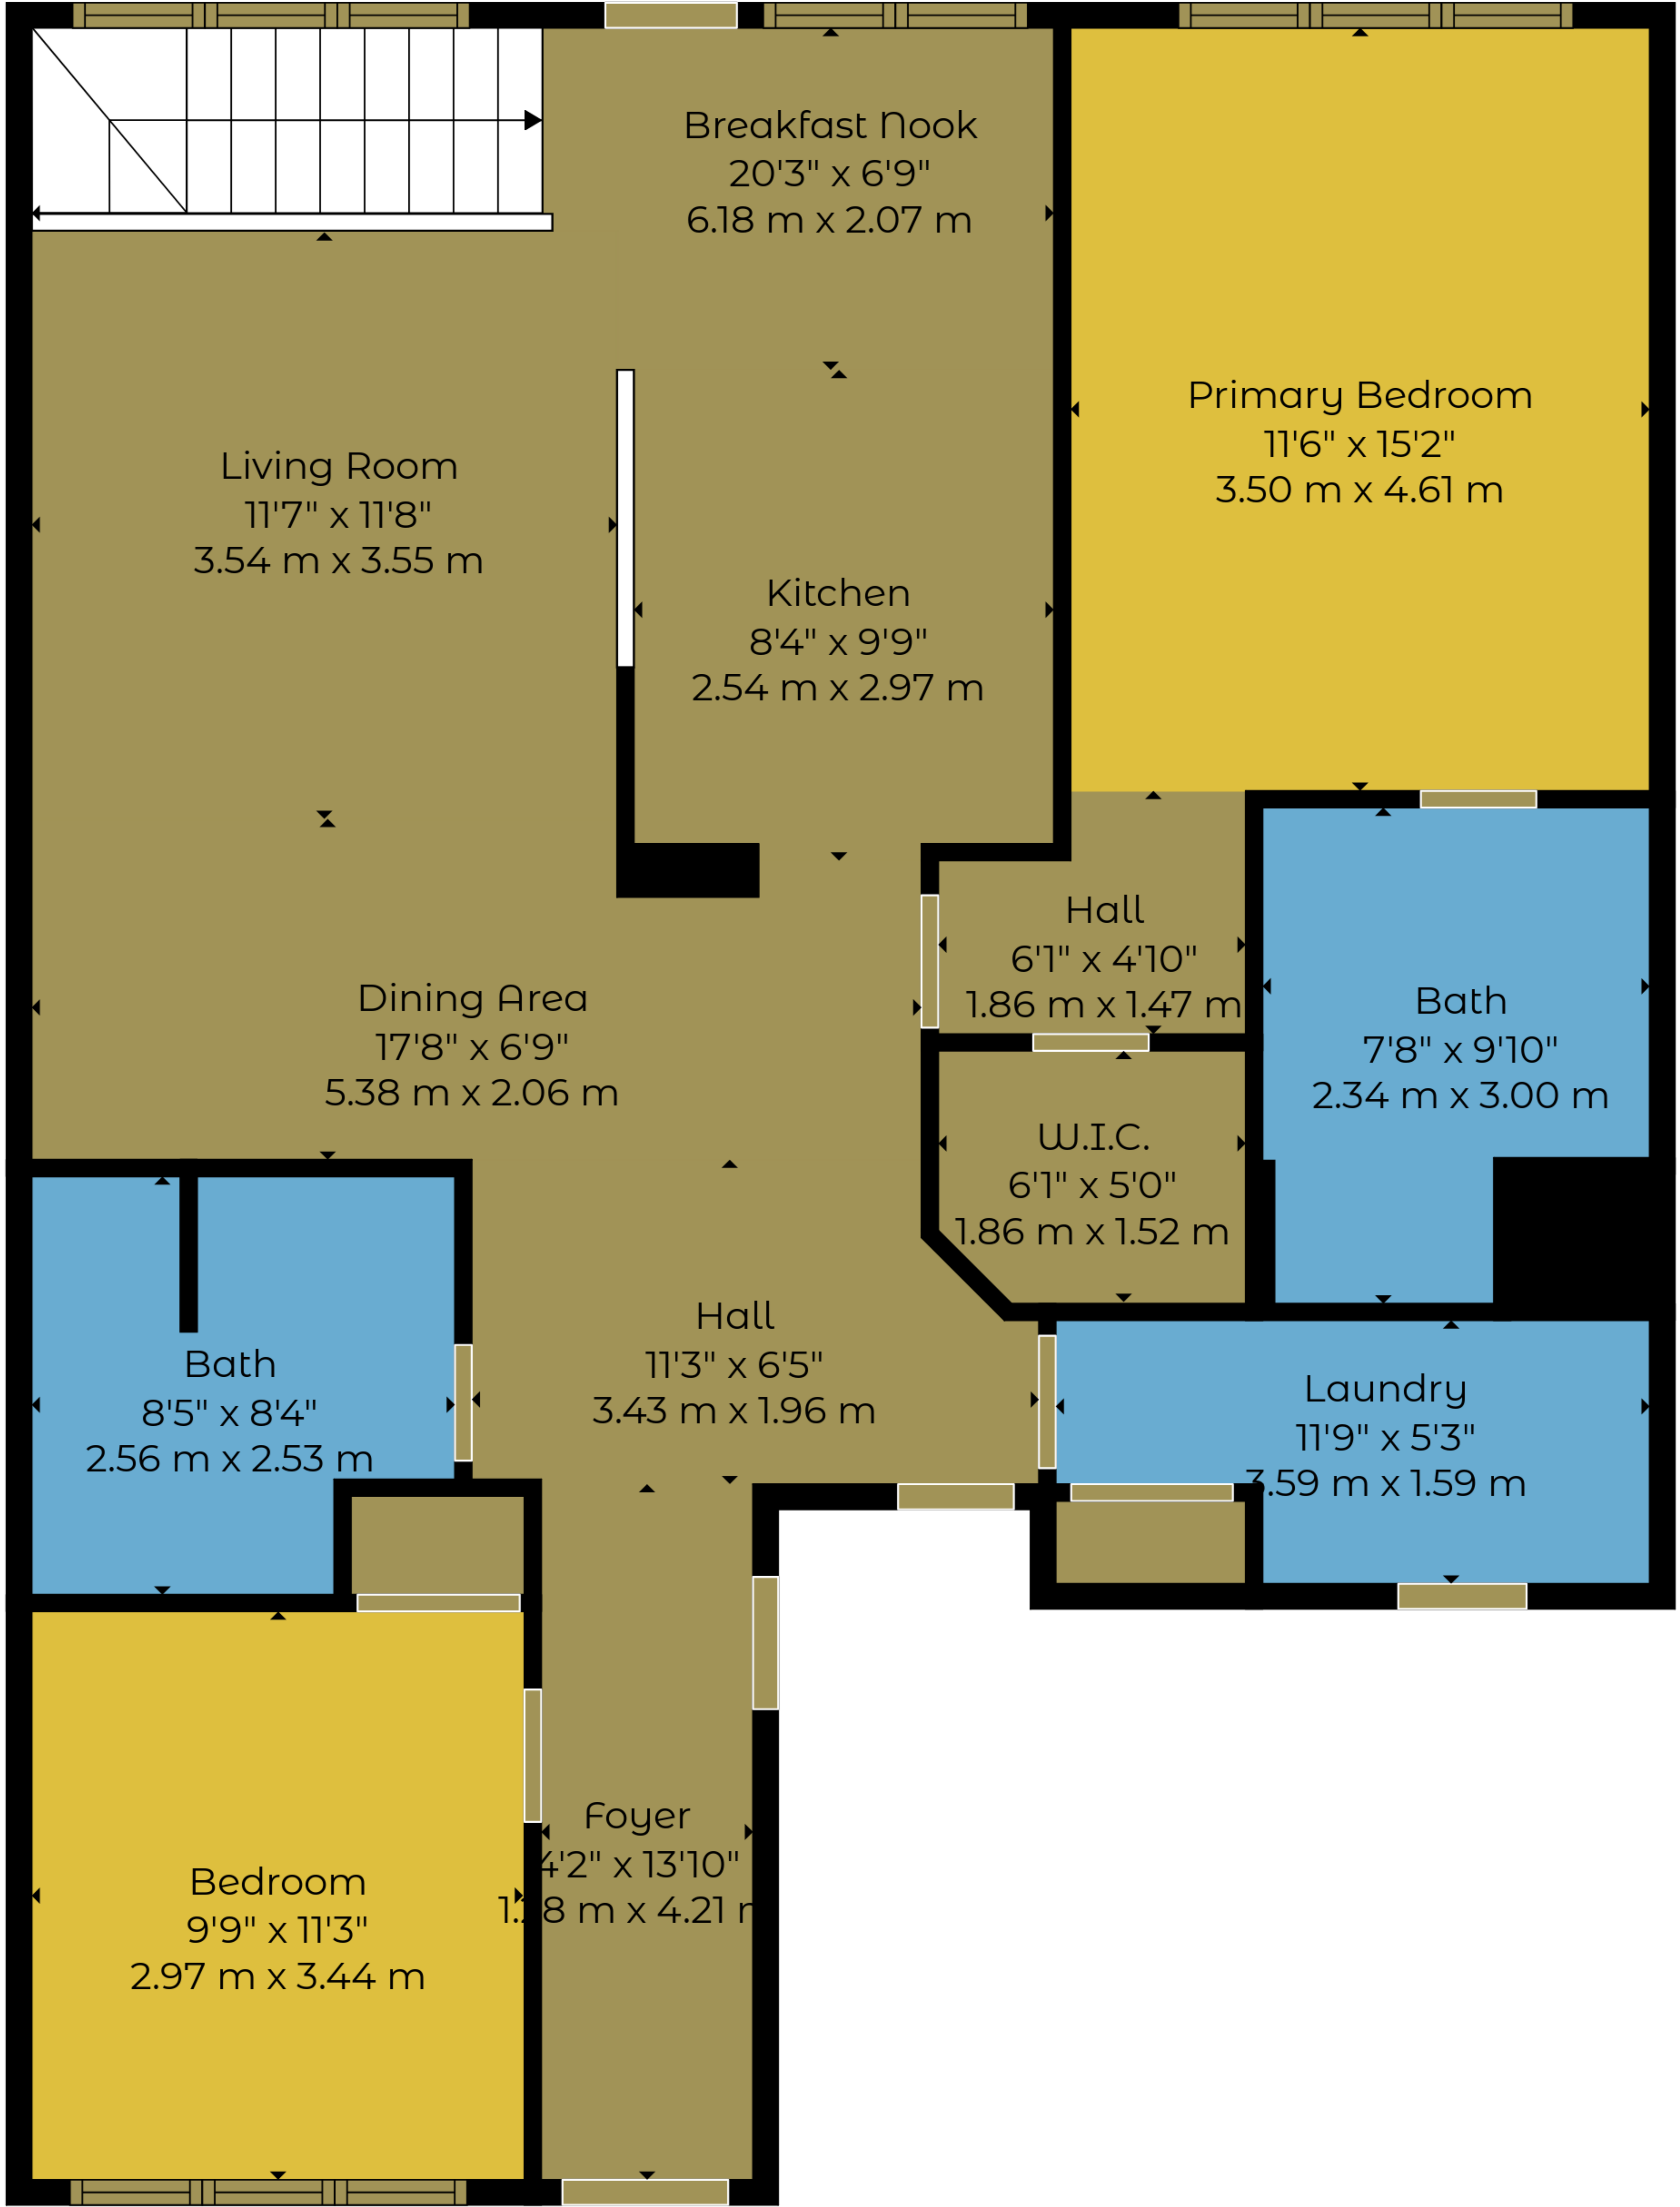 Breakfast Nook
20'3" x 6'9"
6.18 m x 2.07 m
Primary Bedroom
11'6" x 15'2"
3.50 m x 4.61 m
Living Room
11'7" x 11'8"
3.54 m x 3.55 m
Kitchen
8'4" x 9'9"
2.54 m x 2.97 m
Hall
6'1" x 4'10"
1.86 m x 1.47 m
Dining Area
17'8" x 6'9"
5.38 m x 2.06 m
Bath
7'8" x 9'10"
2.34 m x 3.00 m
W.I.C.
6'1" x 5'0"
1.86 m x 1.52 m
Hall
11'3" x 6'5"
3.43 m x 1.96 m
Bath
8'5" x 8'4"
2.56 m x 2.53 m
Laundry
11'9" x 5'3"
3.59 m x 1.59 m
Foyer
4'2" x 13'10"
m x 4.21
Bedroom
9'9" x 11'3"
2.97 m x 3.44 m